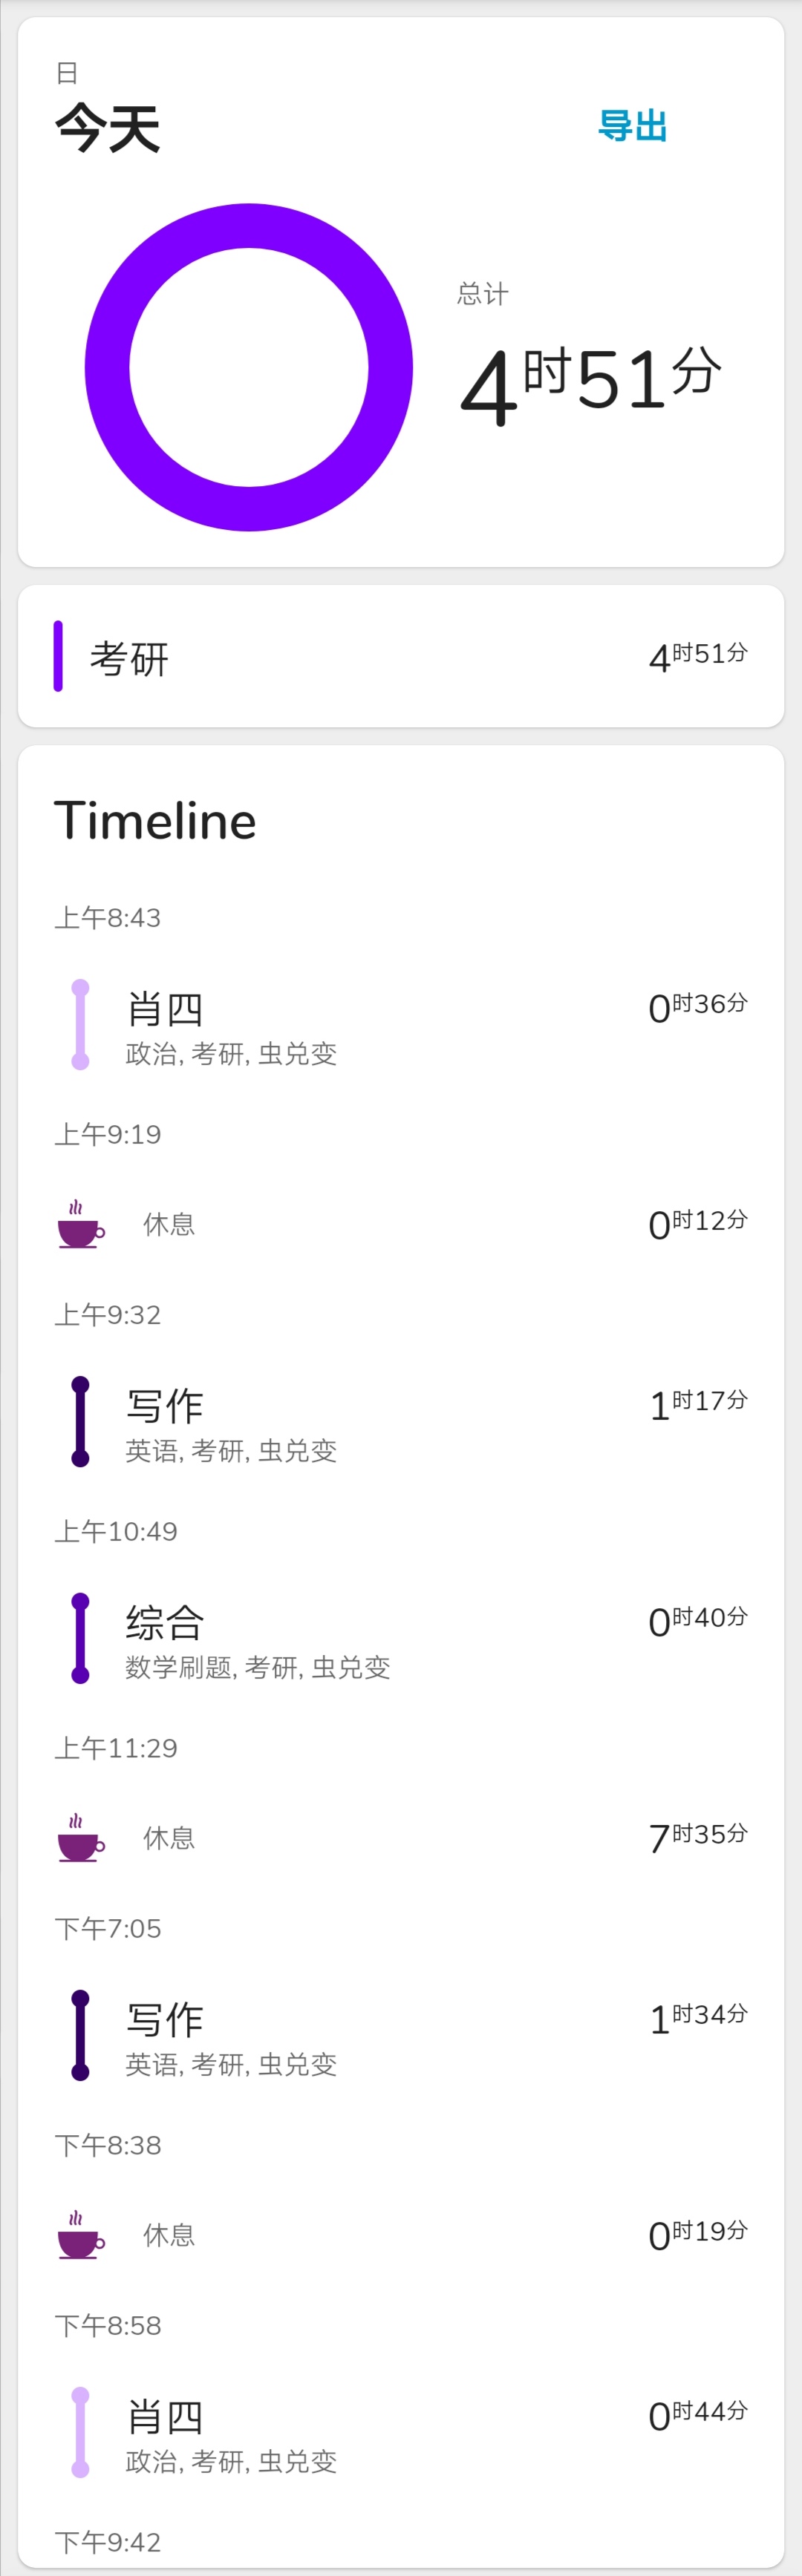 日
今天
导出
总计
4时51分
考研 4时51分
Timeline
上午8:43
肖四 0时36分
政治, 考研, 虫兑变
上午9:19
休息 0时12分
上午9:32
写作 1时17分
英语, 考研, 虫兑变
上午10:49
综合 0时40分
数学刷题, 考研, 虫兑变
上午11:29
休息 7时35分
下午7:05
写作 1时34分
英语, 考研, 虫兑变
下午8:38
休息 0时19分
下午8:58
肖四 0时44分
政治, 考研, 虫兑变
下午9:42